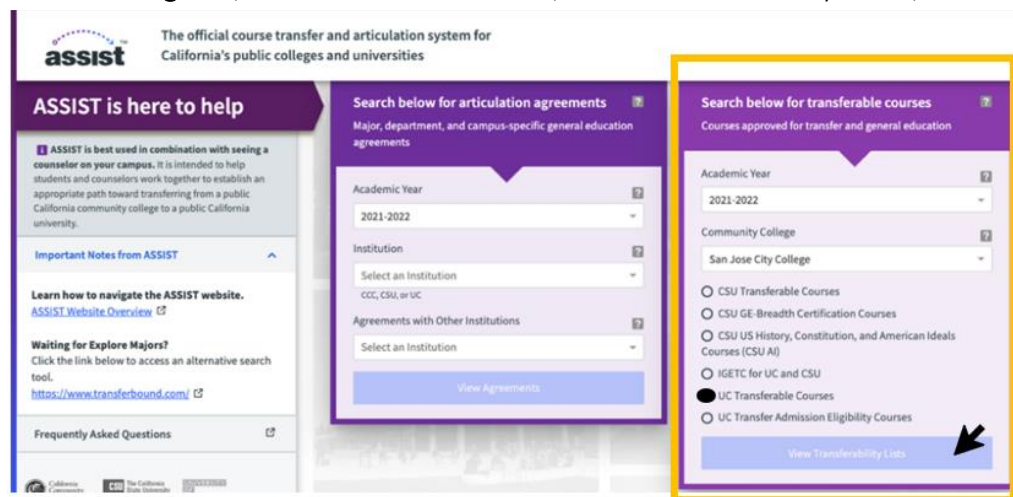 assist™
The official course transfer and articulation system for
California's public colleges and universities
ASSIST is here to help
ASSIST is best used in combination with seeing a
counselor on your campus. It is intended to help
students and counselors work together to establish an
appropriate path toward transferring from a public
California community college to a public California
university.
Important Notes from ASSIST
Learn how to navigate the ASSIST website.
ASSIST Website Overview
Waiting for Explore Majors?
Click the link below to access an alternative search
tool.
https://www.transferbound.com/
Frequently Asked Questions
California
Community
CSU The California
State University
Search below for articulation agreements
Major, department, and campus-specific general education
agreements
Academic Year
2021-2022
Institution
Select an Institution
CCC, CSU, or UC
Agreements with Other Institutions
Select an Institution
View Agreements
Search below for transferable courses
Courses approved for transfer and general education
Academic Year
2021-2022
Community College
San Jose City College
CSU Transferable Courses
CSU GE-Breadth Certification Courses
CSU US History, Constitution, and American Ideals
Courses (CSU AI)
IGETC for UC and CSU
UC Transferable Courses
UC Transfer Admission Eligibility Courses
View Transferability Lists